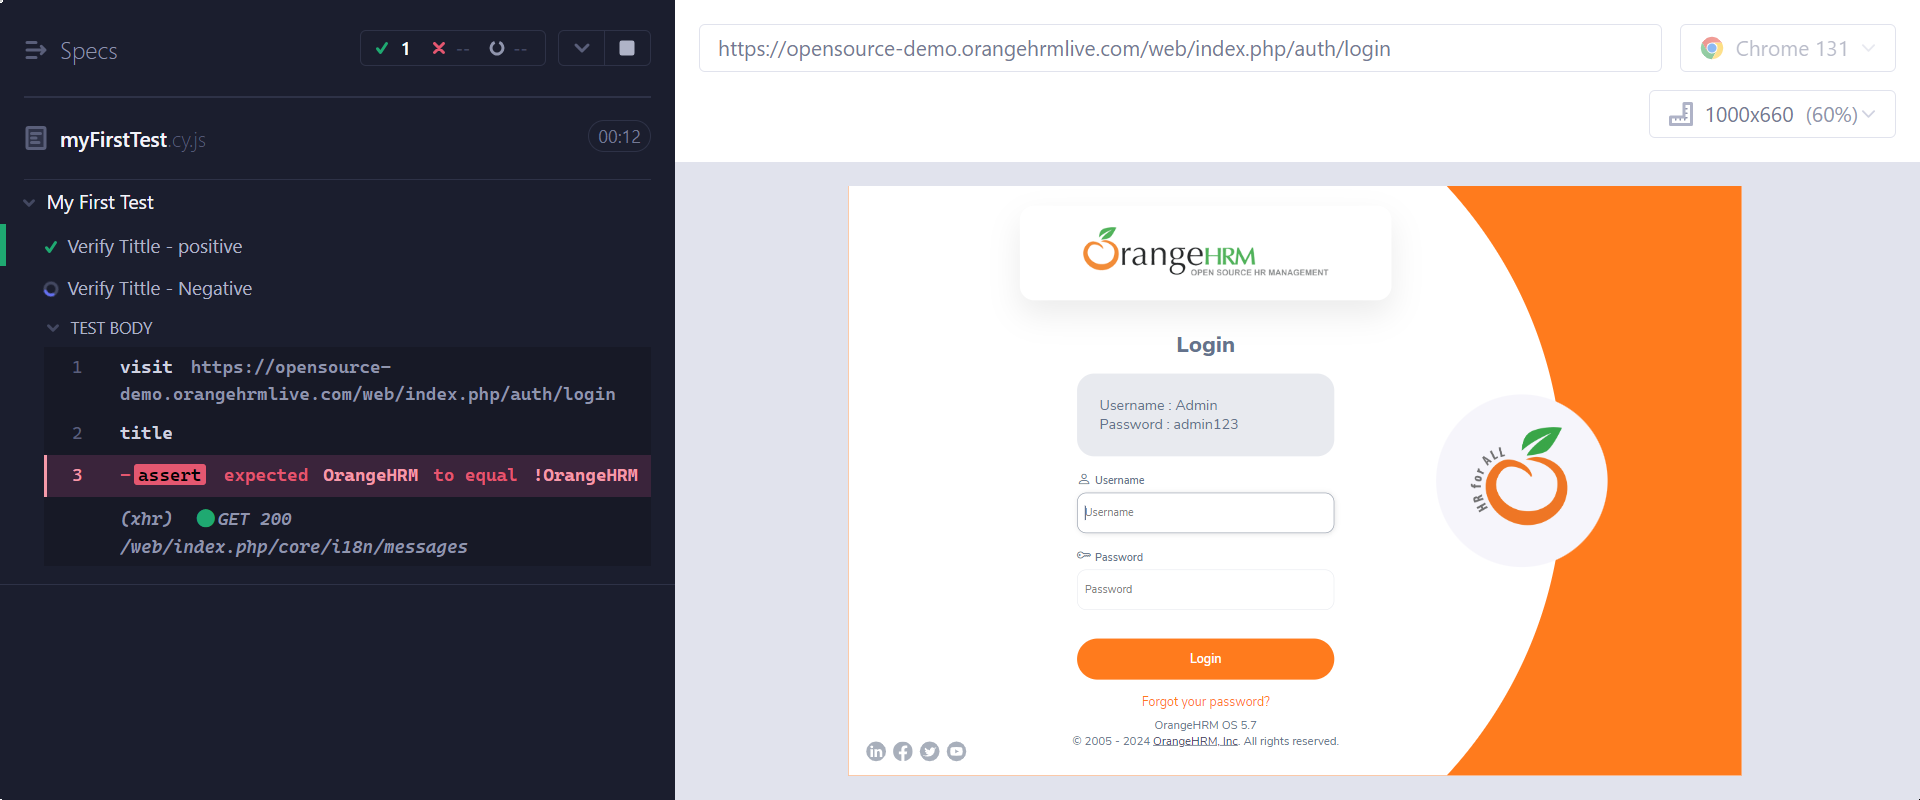 Specs
1 -- --
myFirstTest.cy.js 00:12
My First Test
Verify Tittle - positive
Verify Tittle - Negative
TEST BODY
1 visit https://opensource-
demo.orangehrmlive.com/web/index.php/auth/login
2 title
3 -assert expected OrangeHRM to equal !OrangeHRM
(xhr) GET 200
/web/index.php/core/i18n/messages
https://opensource-demo.orangehrmlive.com/web/index.php/auth/login
Chrome 131
1000x660 (60%)
OrangeHRM
OPEN SOURCE HR MANAGEMENT
Login
Username : Admin
Password : admin123
Username
Username
Password
Password
Login
Forgot your password?
OrangeHRM OS 5.7
© 2005 - 2024 OrangeHRM, Inc. All rights reserved.
HR for ALL